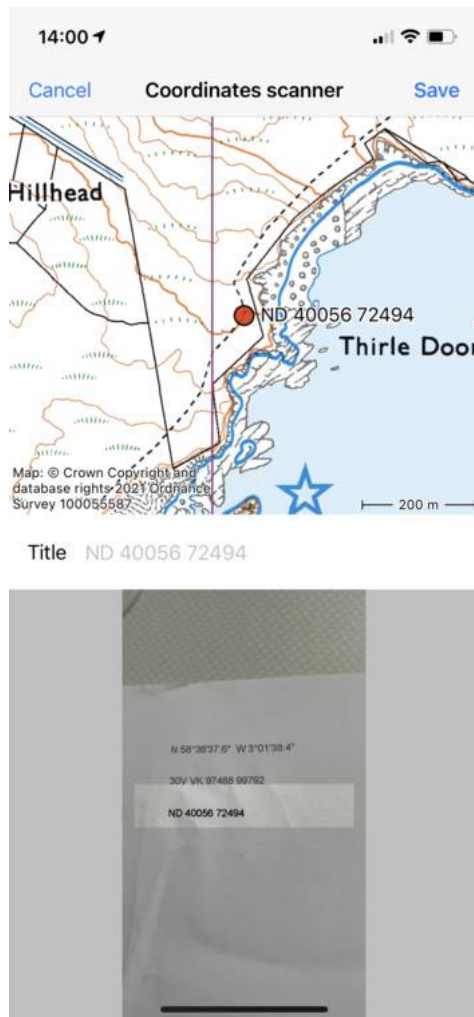 14:00
Cancel Coordinates scanner Save
Hillhead
ND 40056 72494
Thirle Door
Map: © Crown Copyright and
database rights 2021 Ordnance
Survey 100055587
200 m
Title ND 40056 72494
N 58°38'37.6" W 3°01'38.4"
30V VK 97488 99792
ND 40056 72494